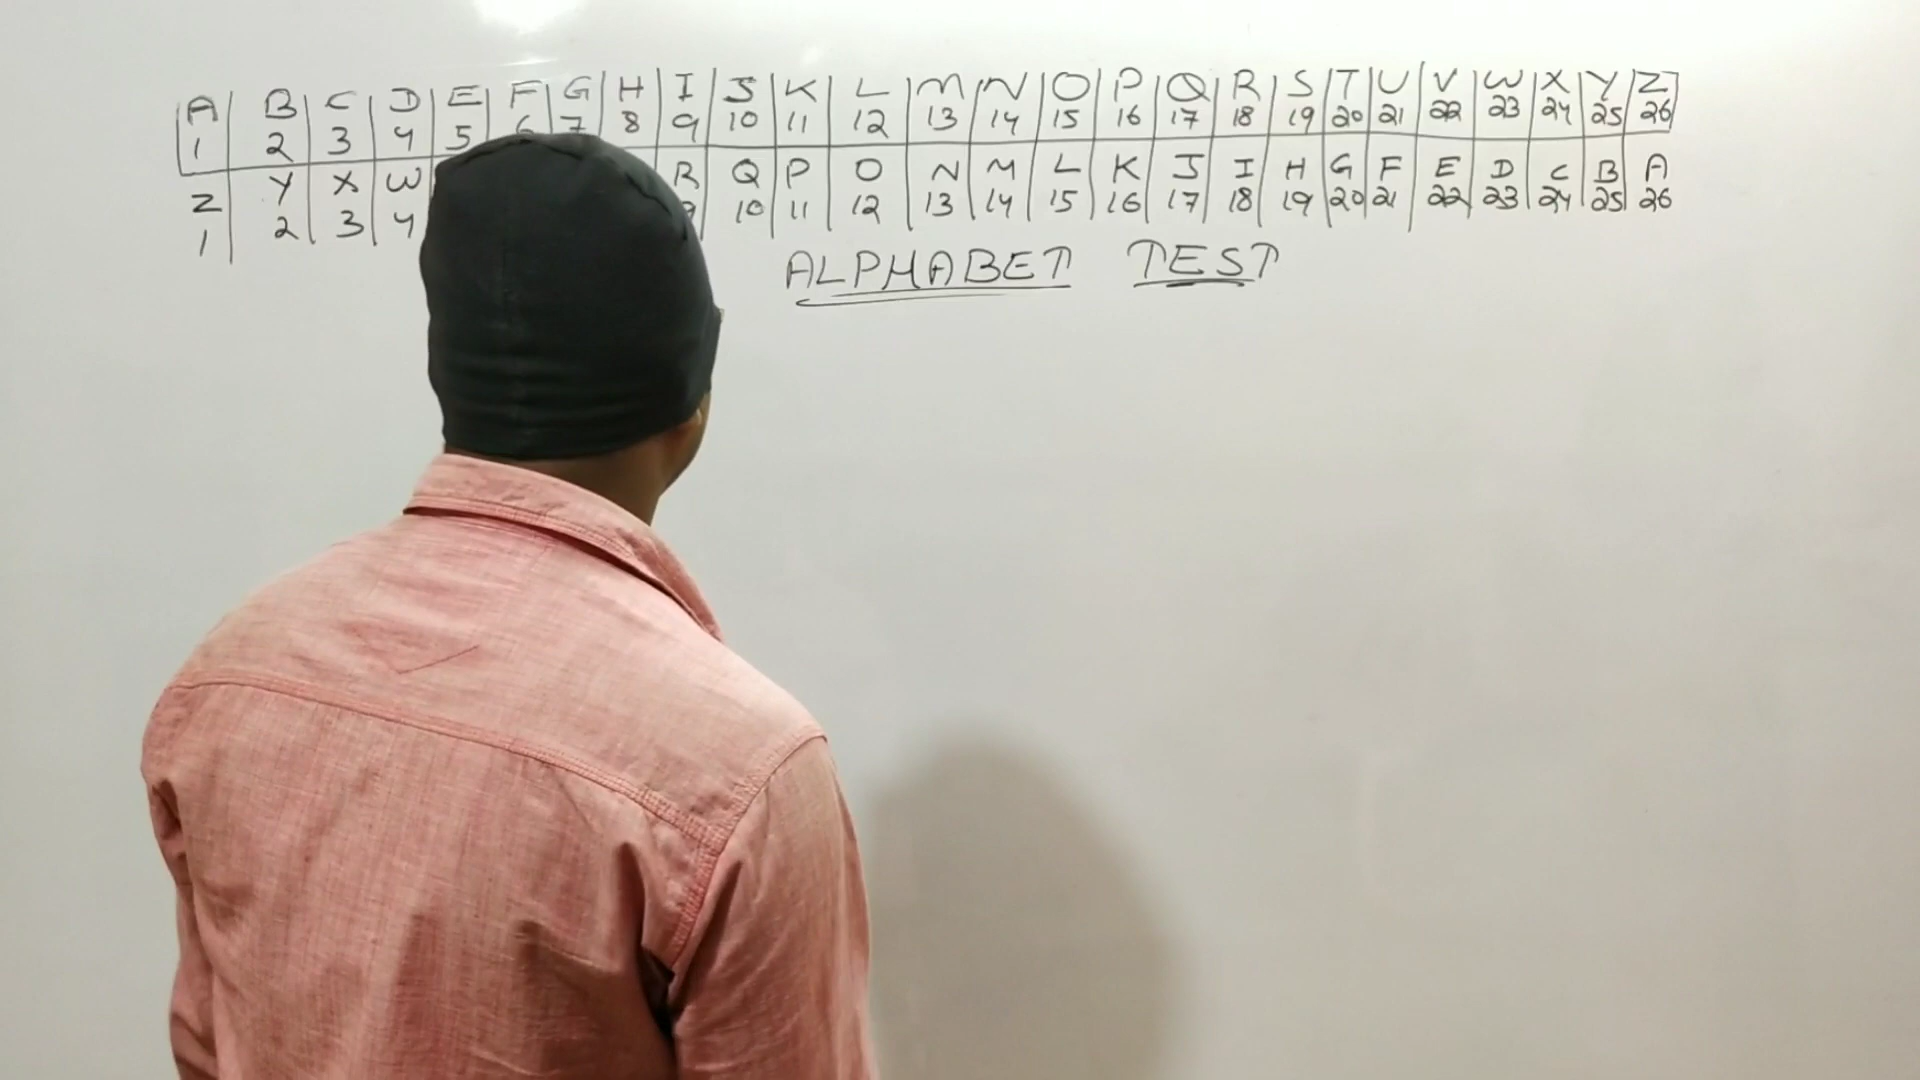 A B C D E F G H I J K L M N O P Q R S T U V W X Y Z
1 2 3 4 5 6 7 8 9 10 11 12 13 14 15 16 17 18 19 20 21 22 23 24 25 26
Z Y X W R Q P O N M L K J I H G F E D C B A
1 2 3 4 9 10 11 12 13 14 15 16 17 18 19 20 21 22 23 24 25 26
ALPHABET TEST